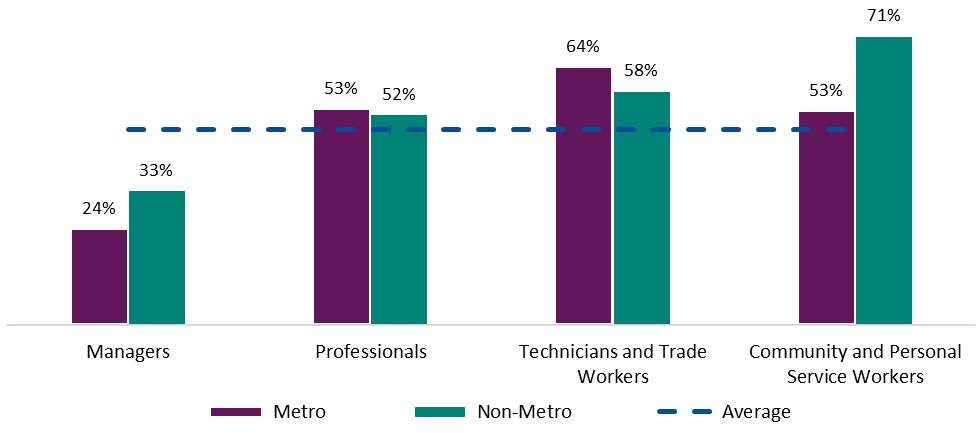 71%
64%
58%
53%
52%
53%
33%
24%
Managers
Professionals
Technicians and Trade
Workers
Community and Personal
Service Workers
Metro
Non-Metro
Average